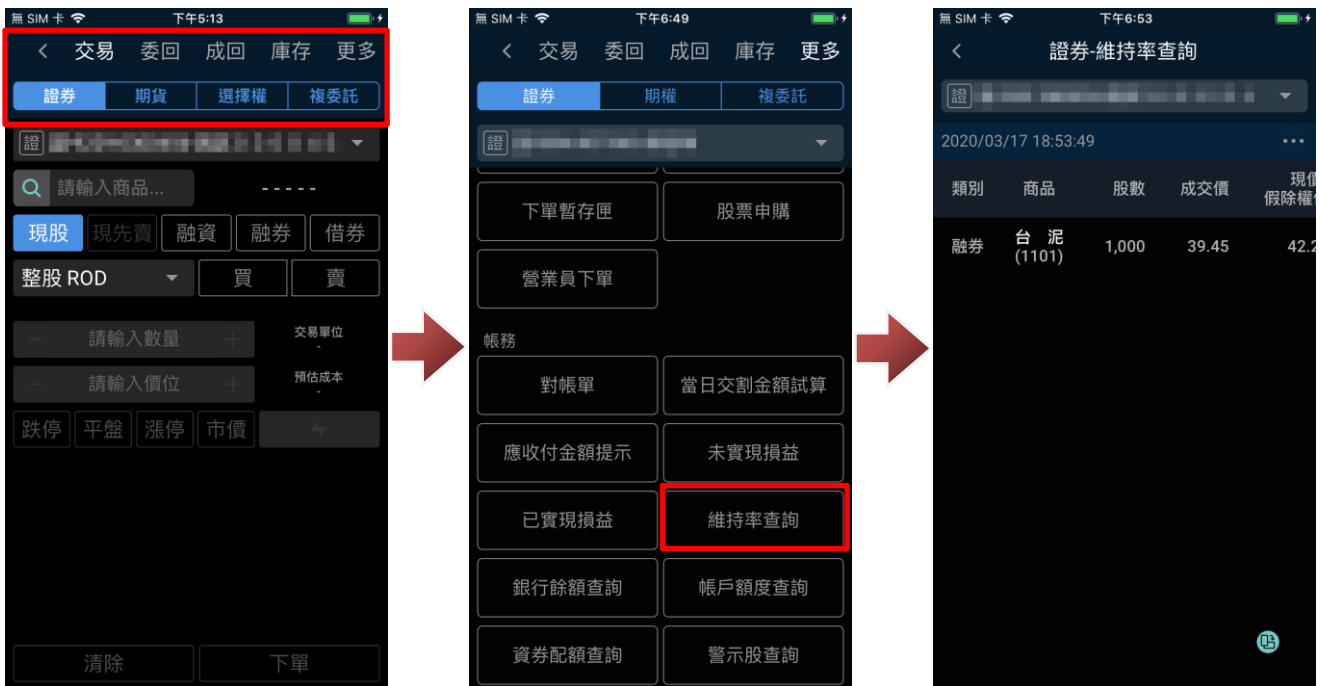 無 SIM 卡 下午5:13
交易 委回 成回 庫存 更多
證券 期貨 選擇權 複委託
證
請輸入商品... - - - - -
現股 現先賣 融資 融券 借券
整股 ROD 買 賣
請輸入數量 交易單位
-
請輸入價位 預估成本
-
跌停 平盤 漲停 市價
清除 下單
無 SIM 卡 下午6:49
交易 委回 成回 庫存 更多
證券 期權 複委託
證
下單暫存匣 股票申購
營業員下單
帳務
對帳單 當日交割金額試算
應收付金額提示 未實現損益
已實現損益 維持率查詢
銀行餘額查詢 帳戶額度查詢
資券配額查詢 警示股查詢
無 SIM 卡 下午6:53
證券-維持率查詢
證
2020/03/17 18:53:49
類別 商品 股數 成交價 現價
假除權
融券 台 泥 1,000 39.45 42.2
(1101)